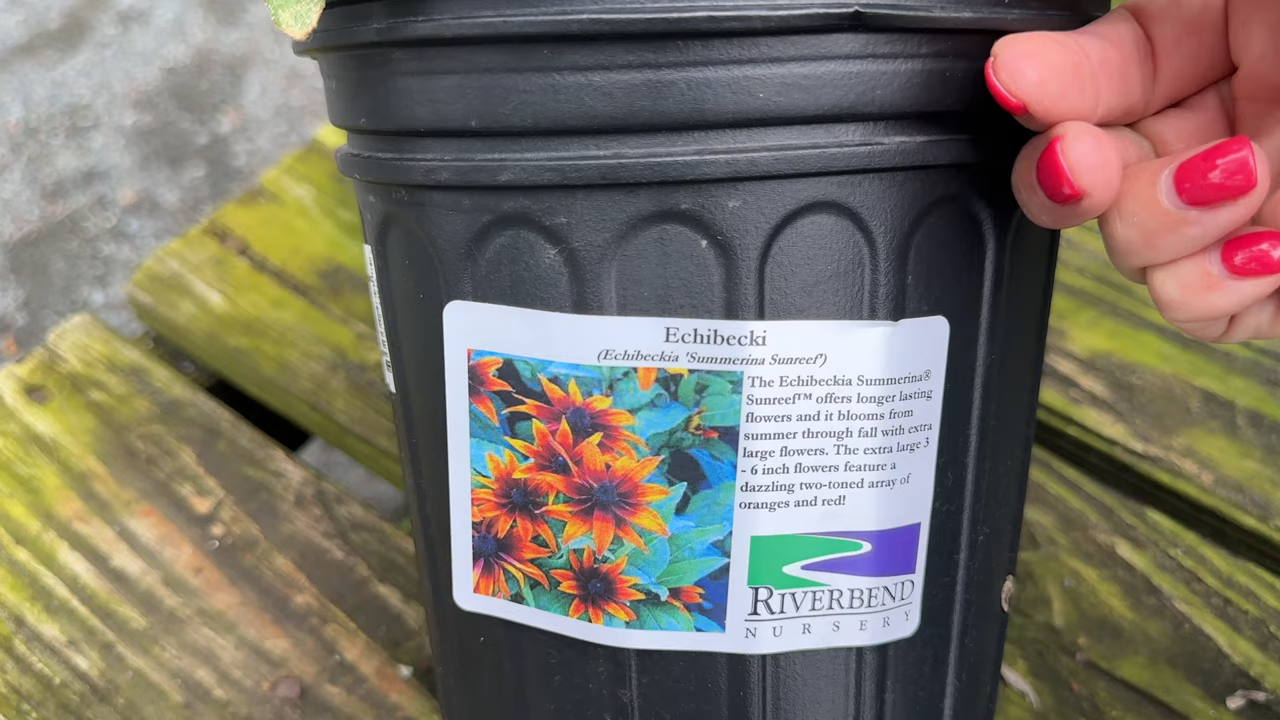 Echibecki
(Echibeckia 'Summerina Sunreef')
The Echibeckia Summerina®
Sunreef™ offers longer lasting
flowers and it blooms from
summer through fall with extra
large flowers. The extra large 3
- 6 inch flowers feature a
dazzling two-toned array of
oranges and red!
RIVERBEND
NURSERY